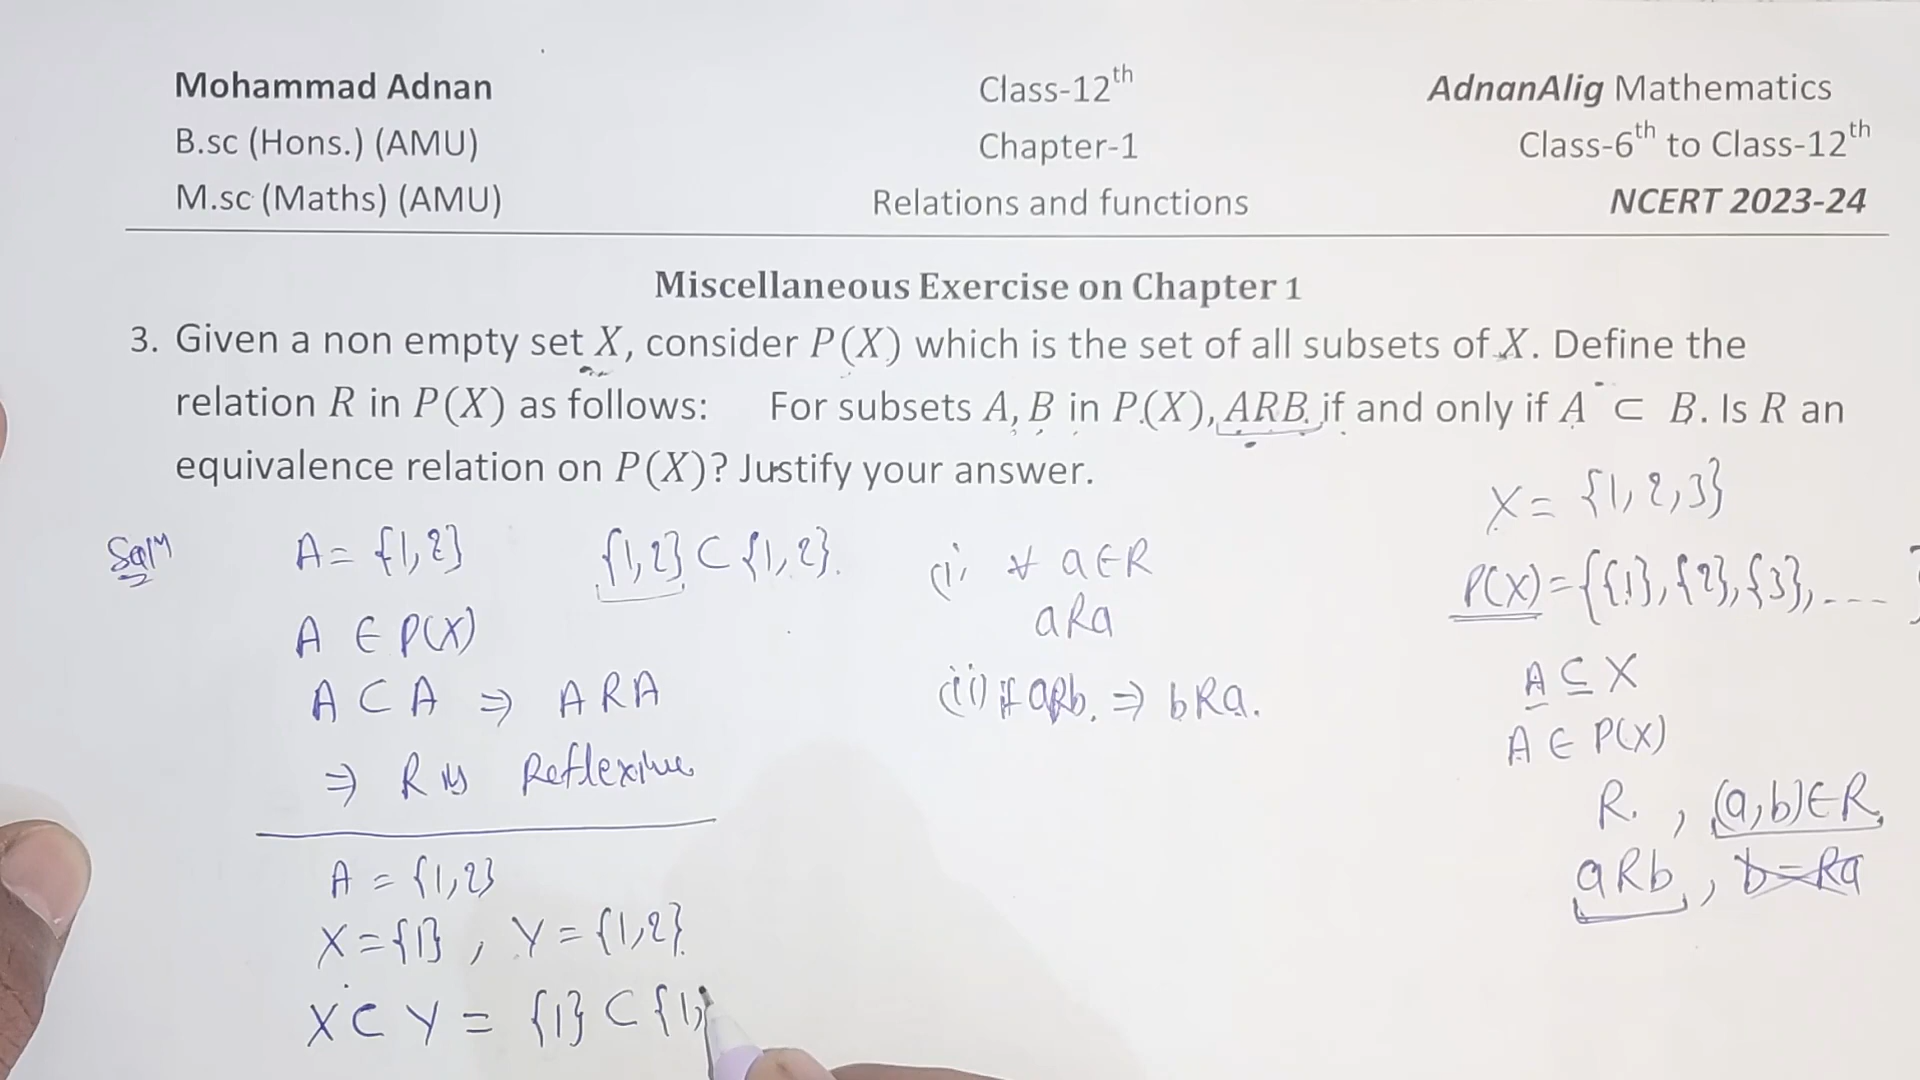 Mohammad Adnan
B.sc (Hons.) (AMU)
M.sc (Maths) (AMU)
Class-12th
Chapter-1
Relations and functions
AdnanAlig Mathematics
Class-6th to Class-12th
NCERT 2023-24
Miscellaneous Exercise on Chapter 1
3. Given a non empty set X, consider P(X) which is the set of all subsets of X. Define the
relation R in P(X) as follows: For subsets A, B in P(X), ARB if and only if A ⊂ B. Is R an
equivalence relation on P(X)? Justify your answer.
Solⁿ
A = {1,2}
A ∈ P(X)
A ⊂ A ⇒ ARA
⇒ R is Reflexive
A = {1,2}
X = {1} , Y = {1,2}.
X ⊂ Y = {1} ⊂ {1,
{1,2} ⊂ {1,2}.
(i) ∀ a ∈ R
aRa
(ii) if aRb. ⇒ bRa.
X = {1,2,3}
P(X) = {{1},{2},{3},---- }
A ⊆ X
A ∈ P(X)
R. , (a,b) ∈ R,
aRb , b=Ra